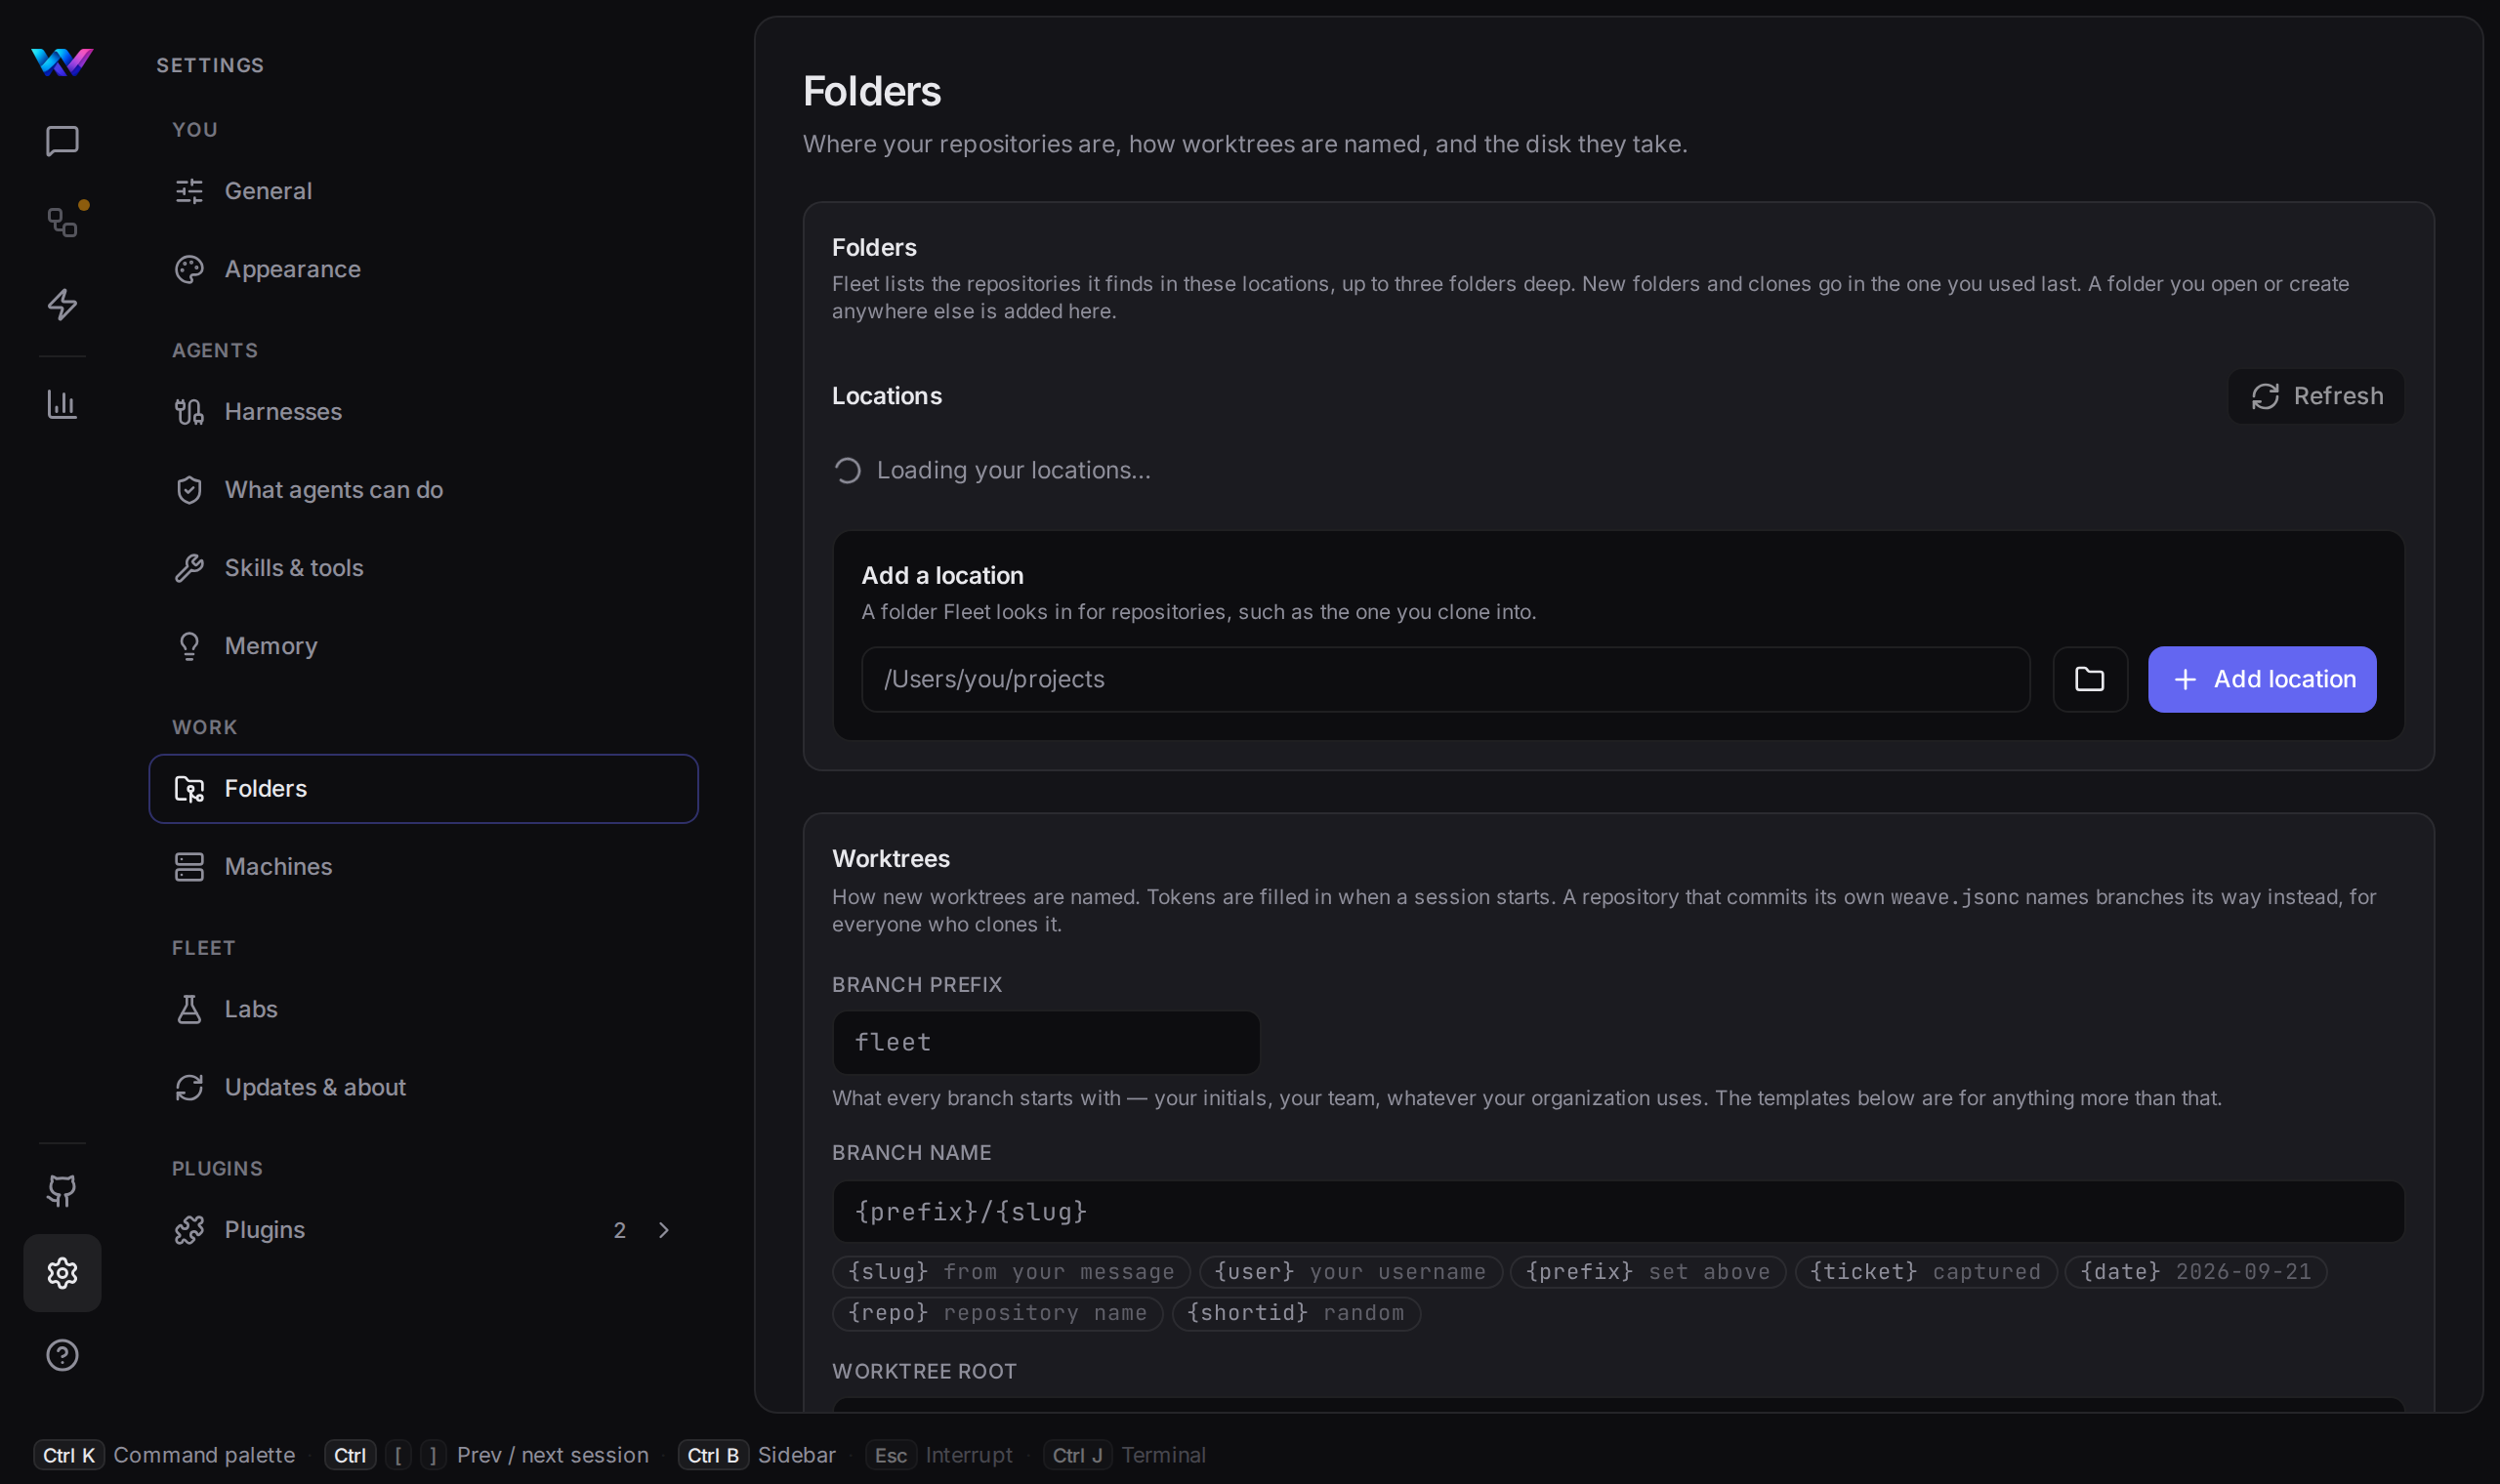 SETTINGS
YOU
General
Appearance
AGENTS
Harnesses
What agents can do
Skills & tools
Memory
WORK
Folders
Machines
FLEET
Labs
Updates & about
PLUGINS
Plugins 2
Folders
Where your repositories are, how worktrees are named, and the disk they take.
Folders
Fleet lists the repositories it finds in these locations, up to three folders deep. New folders and clones go in the one you used last. A folder you open or create
anywhere else is added here.
Locations
Refresh
Loading your locations...
Add a location
A folder Fleet looks in for repositories, such as the one you clone into.
/Users/you/projects
Add location
Worktrees
How new worktrees are named. Tokens are filled in when a session starts. A repository that commits its own weave.jsonc names branches its way instead, for
everyone who clones it.
BRANCH PREFIX
fleet
What every branch starts with — your initials, your team, whatever your organization uses. The templates below are for anything more than that.
BRANCH NAME
{prefix}/{slug}
{slug} from your message {user} your username {prefix} set above {ticket} captured {date} 2026-09-21
{repo} repository name {shortid} random
WORKTREE ROOT
Ctrl K Command palette · Ctrl [ ] Prev / next session · Ctrl B Sidebar · Esc Interrupt · Ctrl J Terminal